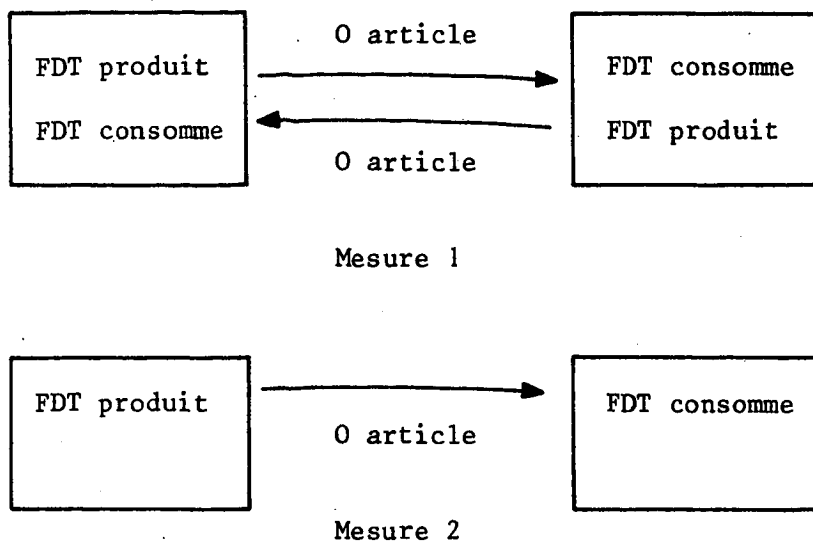 O article
FDT produit
FDT consomme
FDT consomme
FDT produit
O article
Mesure 1
FDT produit
FDT consomme
O article
Mesure 2